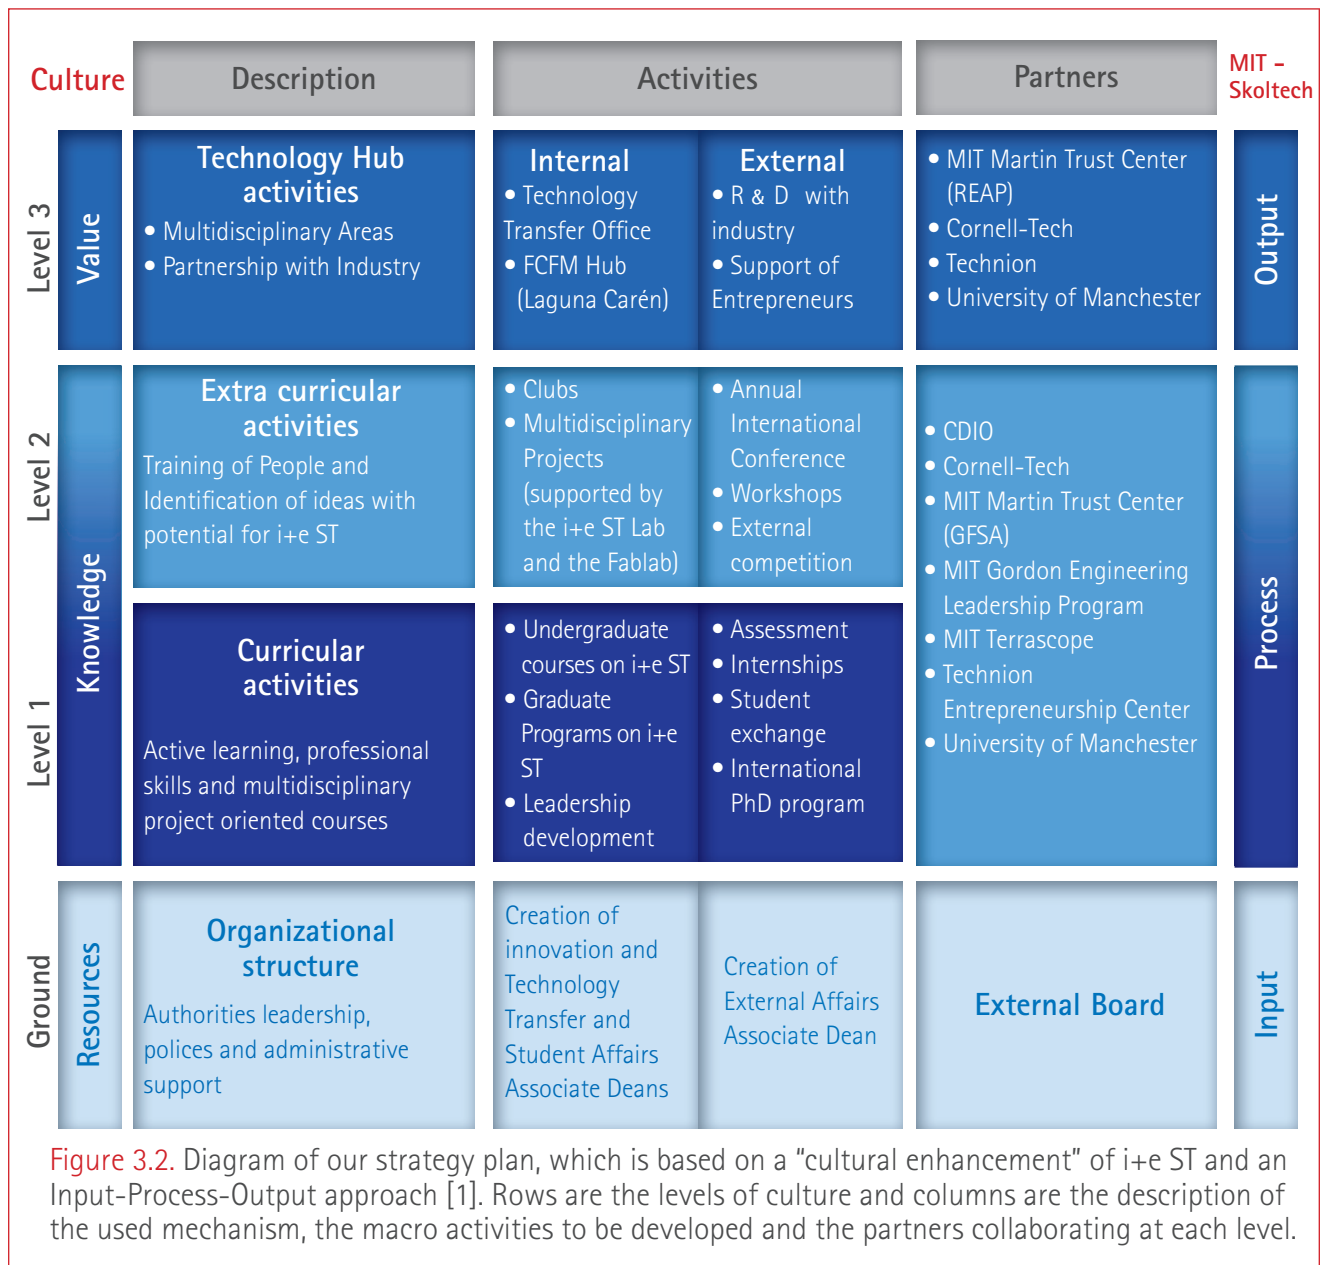 Culture
Description
Activities
Partners
MIT -
Skoltech
Level 3
Value
Technology Hub
activities
• Multidisciplinary Areas
• Partnership with Industry
Internal
• Technology
Transfer Office
• FCFM Hub
(Laguna Carén)
External
• R & D with
industry
• Support of
Entrepreneurs
• MIT Martin Trust Center
(REAP)
• Cornell-Tech
• Technion
• University of Manchester
Output
Level 2
Knowledge
Extra curricular
activities
Training of People and
Identification of ideas with
potential for i+e ST
• Clubs
• Multidisciplinary
Projects
(supported by
the i+e ST Lab
and the Fablab)
• Annual
International
Conference
• Workshops
• External
competition
• CDIO
• Cornell-Tech
• MIT Martin Trust Center
(GFSA)
• MIT Gordon Engineering
Leadership Program
• MIT Terrascope
• Technion
Entrepreneurship Center
• University of Manchester
Process
Level 1
Curricular
activities
Active learning, professional
skills and multidisciplinary
project oriented courses
• Undergraduate
courses on i+e ST
• Graduate
Programs on i+e
ST
• Leadership
development
• Assessment
• Internships
• Student
exchange
• International
PhD program
Ground
Resources
Organizational
structure
Authorities leadership,
polices and administrative
support
Creation of
innovation and
Technology
Transfer and
Student Affairs
Associate Deans
Creation of
External Affairs
Associate Dean
External Board
Input
Figure 3.2. Diagram of our strategy plan, which is based on a “cultural enhancement” of i+e ST and an
Input-Process-Output approach [1]. Rows are the levels of culture and columns are the description of
the used mechanism, the macro activities to be developed and the partners collaborating at each level.